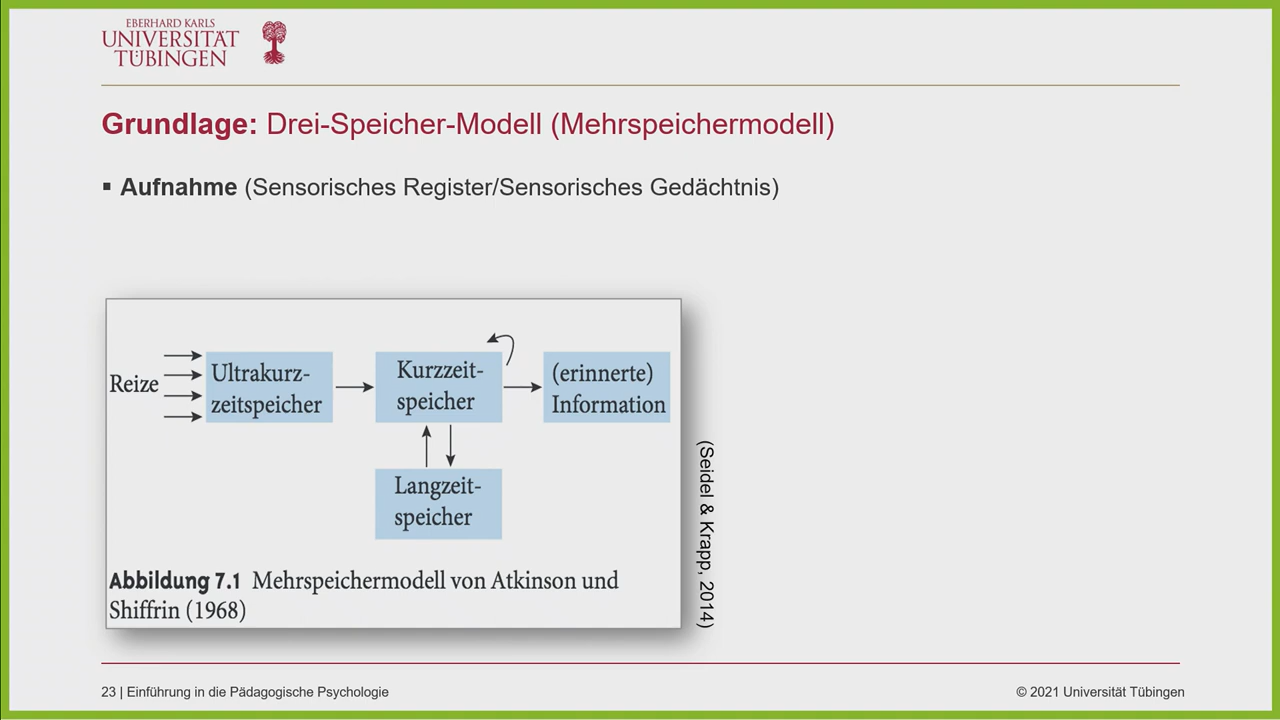 EBERHARD KARLS
UNIVERSITÄT
TÜBINGEN
Grundlage: Drei-Speicher-Modell (Mehrspeichermodell)
▪ Aufnahme (Sensorisches Register/Sensorisches Gedächtnis)
Reize
Ultrakurz-
zeitspeicher
Kurzzeit-
speicher
(erinnerte)
Information
Langzeit-
speicher
Abbildung 7.1 Mehrspeichermodell von Atkinson und
Shiffrin (1968)
(Seidel & Krapp, 2014)
23 | Einführung in die Pädagogische Psychologie
© 2021 Universität Tübingen